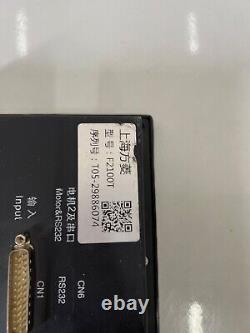 上海方菱
型 号：F2100T
序列号：T05-29886074
电机2及串口
Motor&RS232
输入
Input
CN6
RS232
CN1
ebay